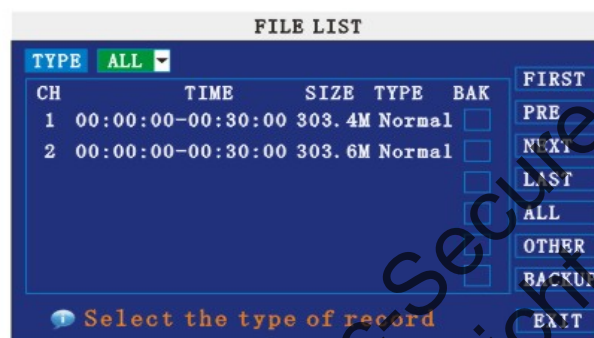 FILE LIST
TYPE ALL
CH TIME SIZE TYPE BAK
1 00:00:00-00:30:00 303.4M Normal
2 00:00:00-00:30:00 303.6M Normal
FIRST
PRE
NEXT
LAST
ALL
OTHER
BACKUP
EXIT
Select the type of record